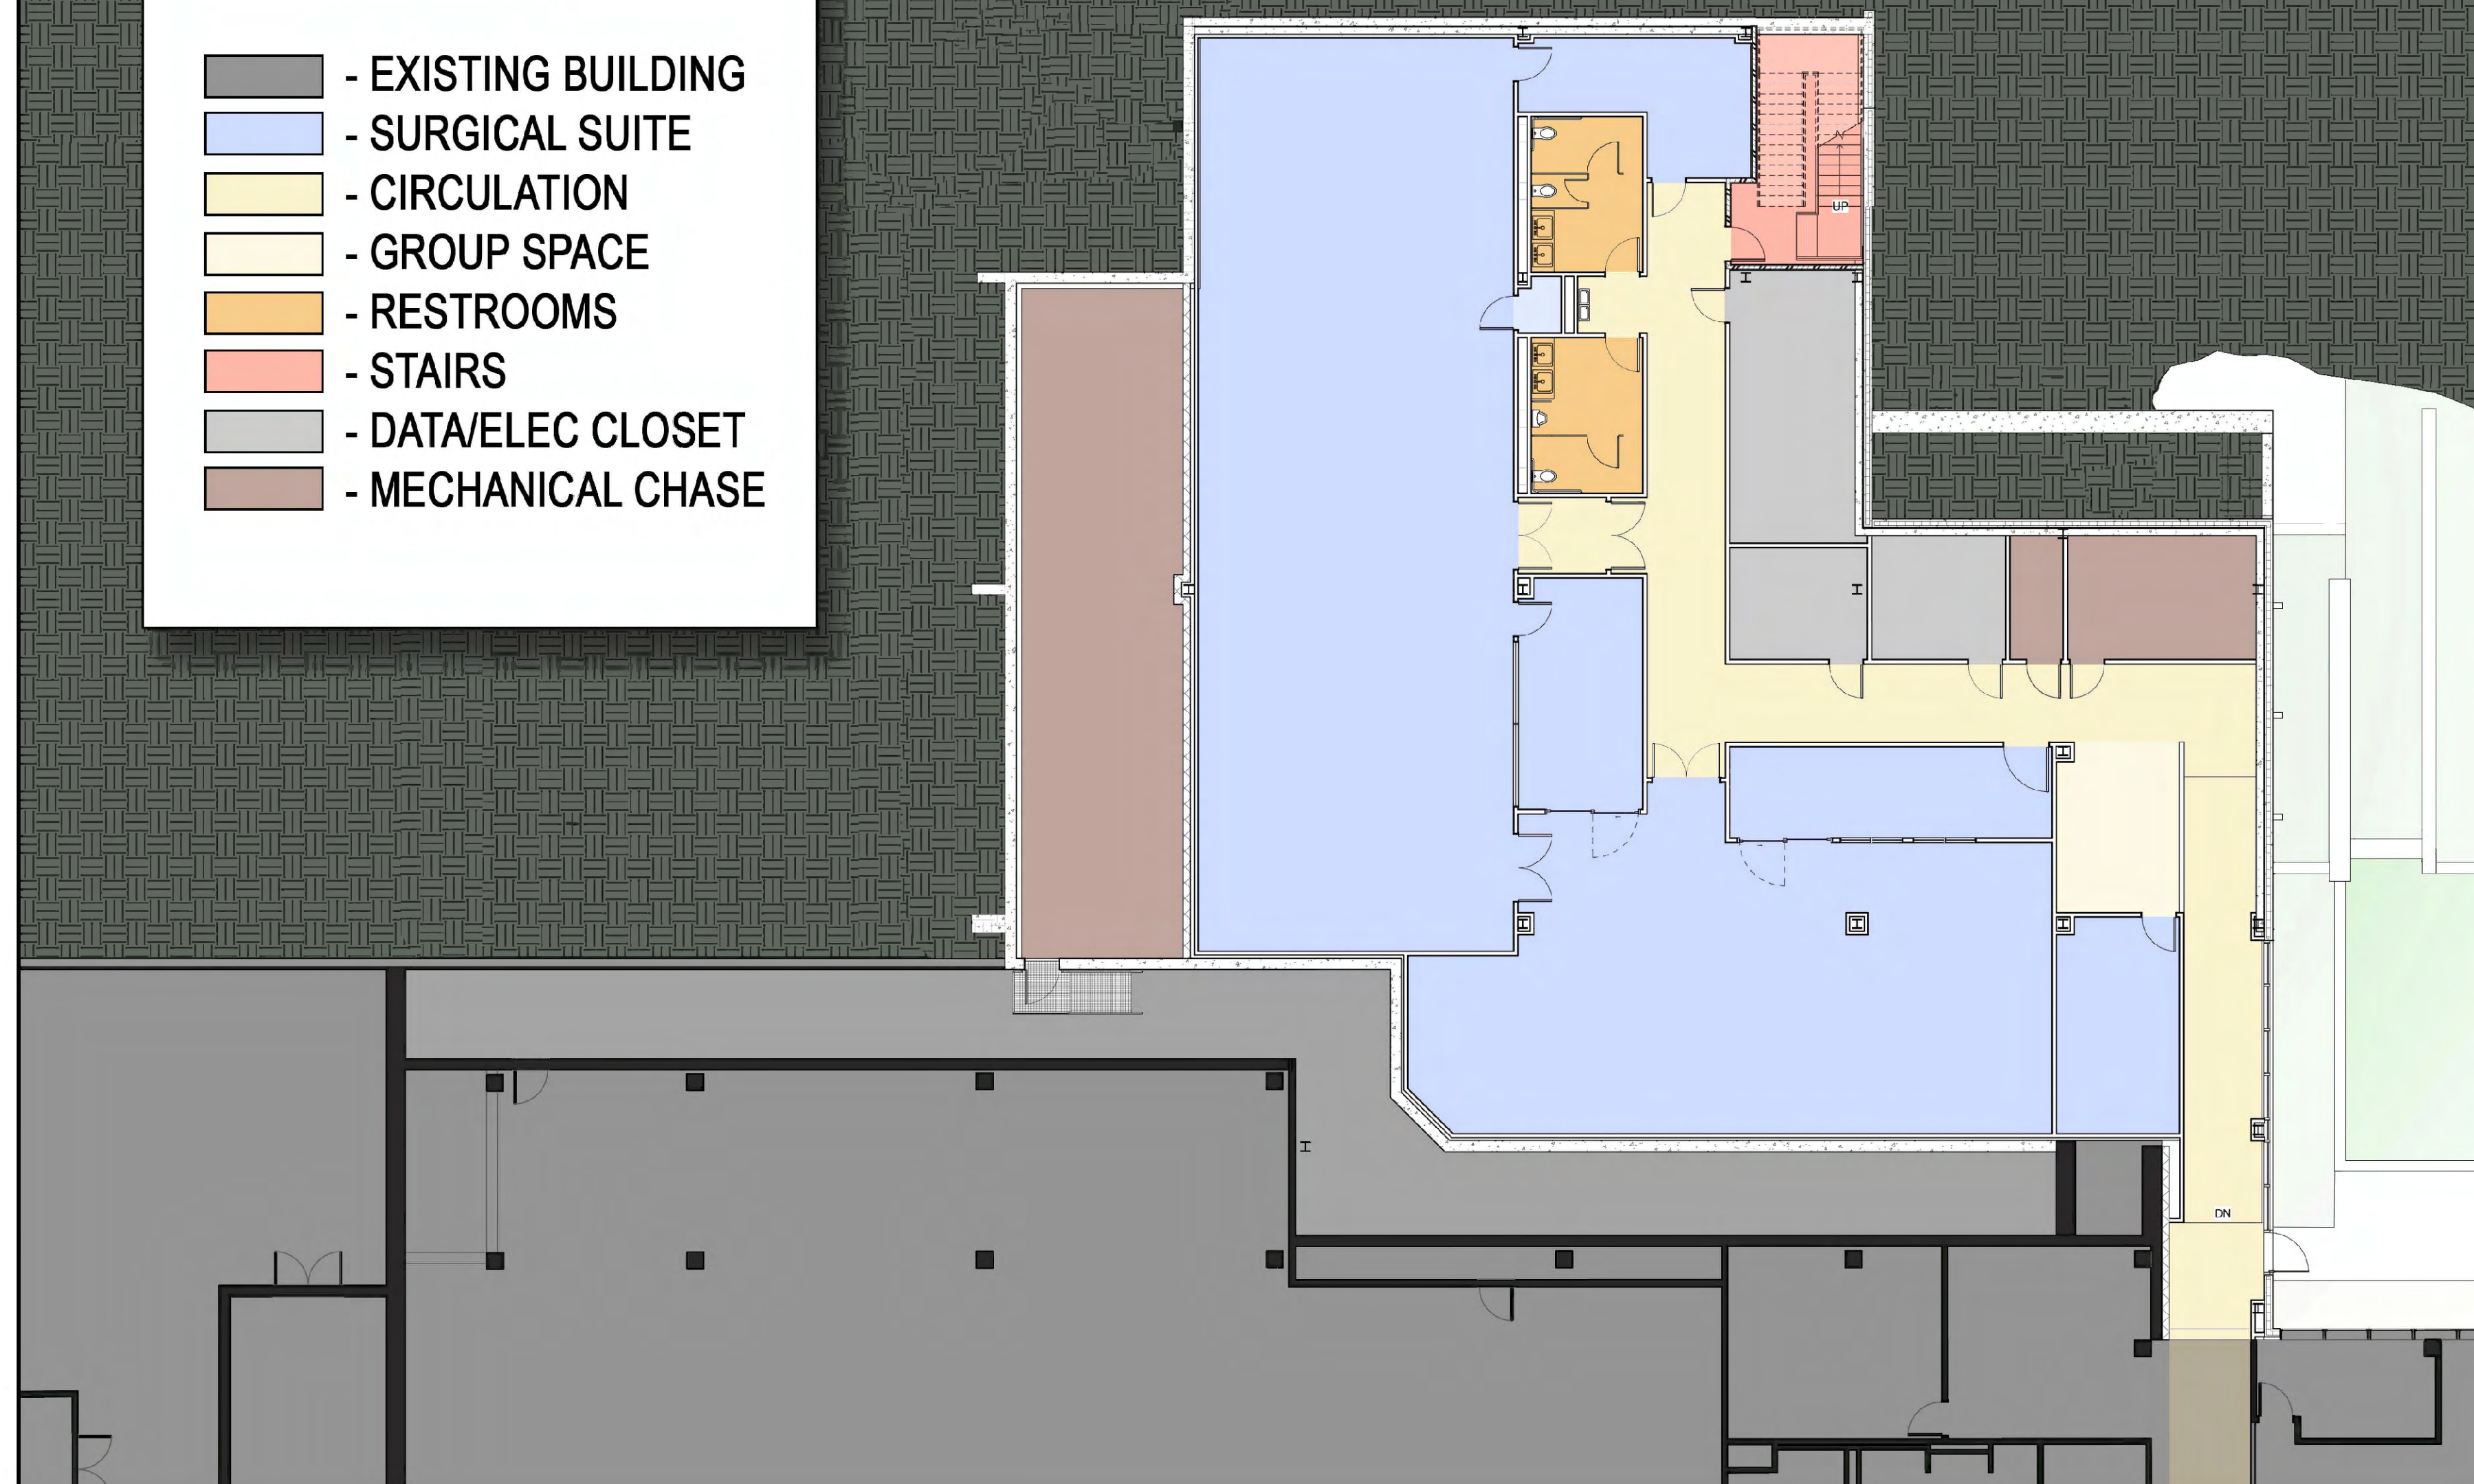 - EXISTING BUILDING
- SURGICAL SUITE
- CIRCULATION
- GROUP SPACE
- RESTROOMS
- STAIRS
- DATA/ELEC CLOSET
- MECHANICAL CHASE
UP
DN